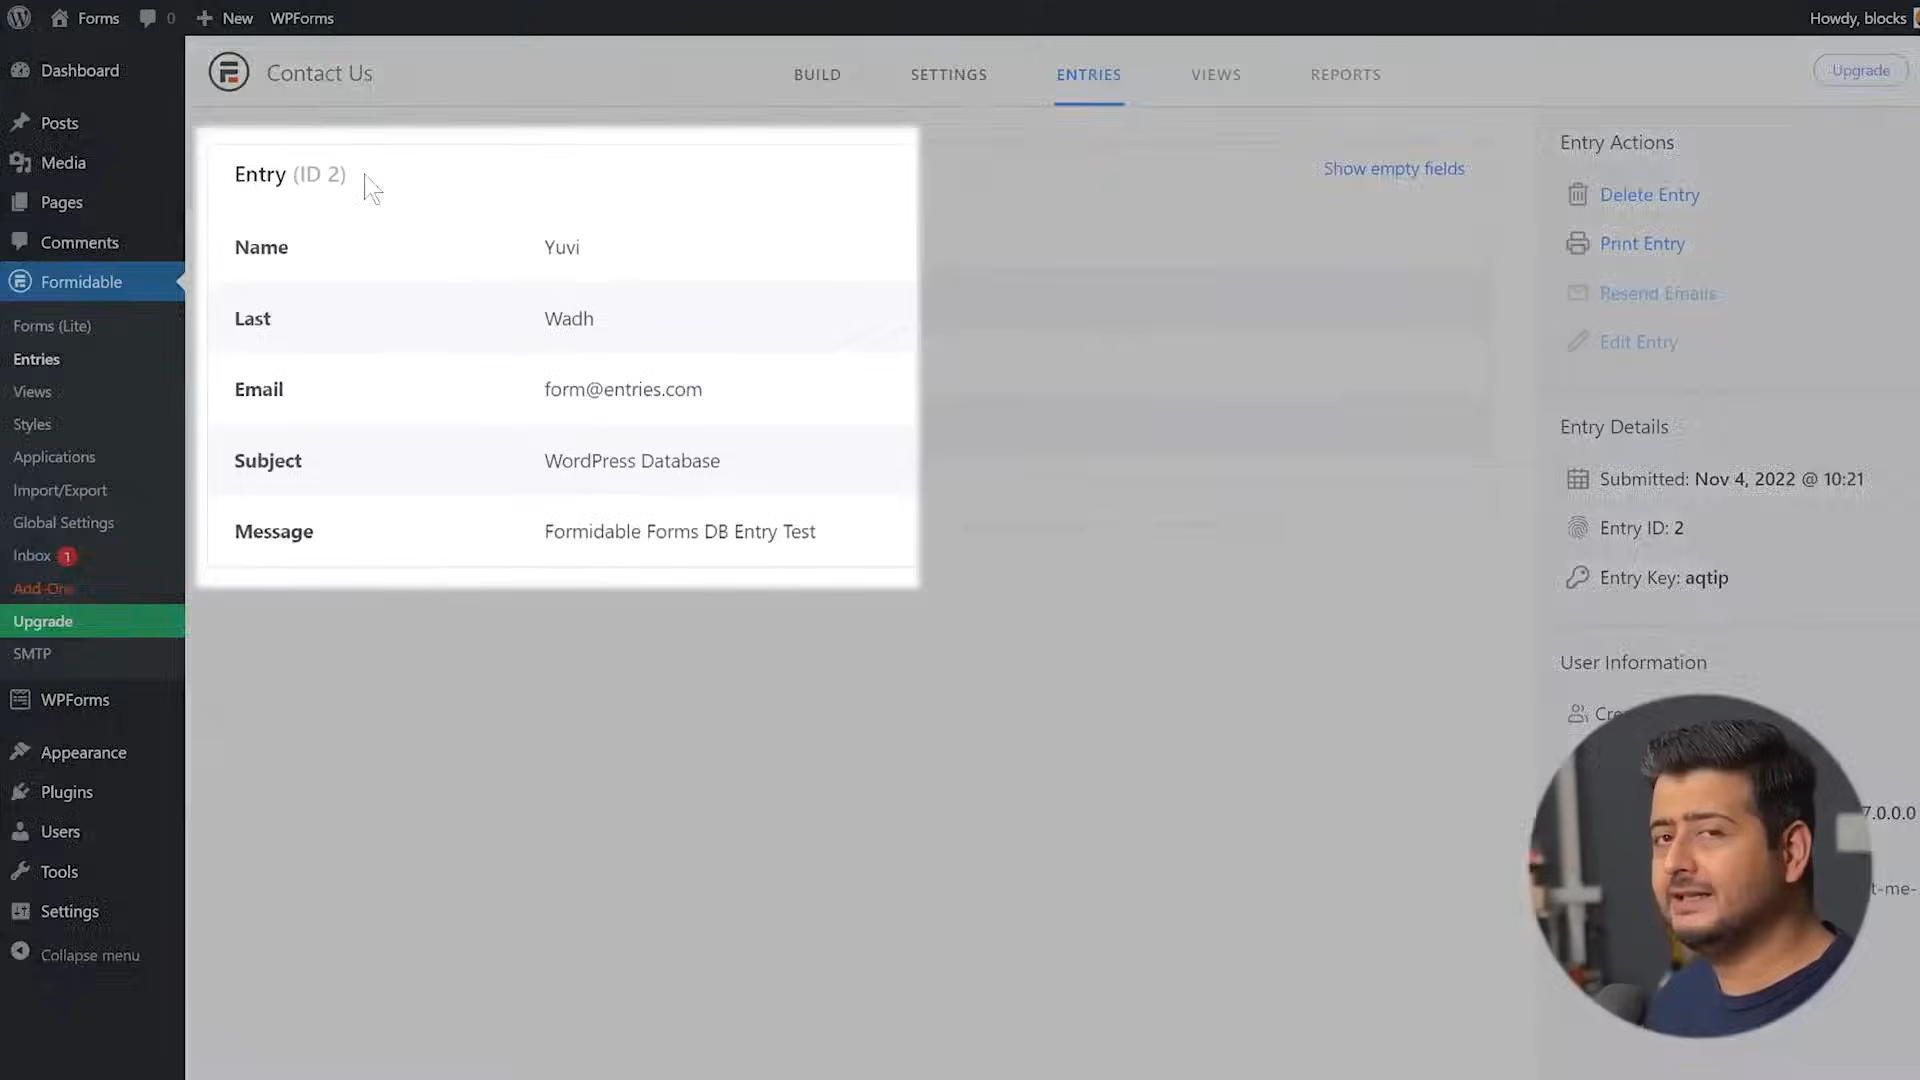 Forms
0
New
WPForms
Howdy, blocks
Dashboard
Posts
Media
Pages
Comments
Formidable
Forms (Lite)
Entries
Views
Styles
Applications
Import/Export
Global Settings
Inbox 1
Upgrade
SMTP
WPForms
Appearance
Plugins
Users
Tools
Settings
Collapse menu
Contact Us
BUILD
SETTINGS
ENTRIES
VIEWS
REPORTS
Upgrade
Entry (ID 2)
Show empty fields
Name Yuvi
Last Wadh
Email form@entries.com
Subject WordPress Database
Message Formidable Forms DB Entry Test
Entry Actions
Delete Entry
Print Entry
Resend Emails
Edit Entry
Entry Details
Submitted: Nov 4, 2022 @ 10:21
Entry ID: 2
Entry Key: aqtip
User Information
7.0.0.0
t-me-